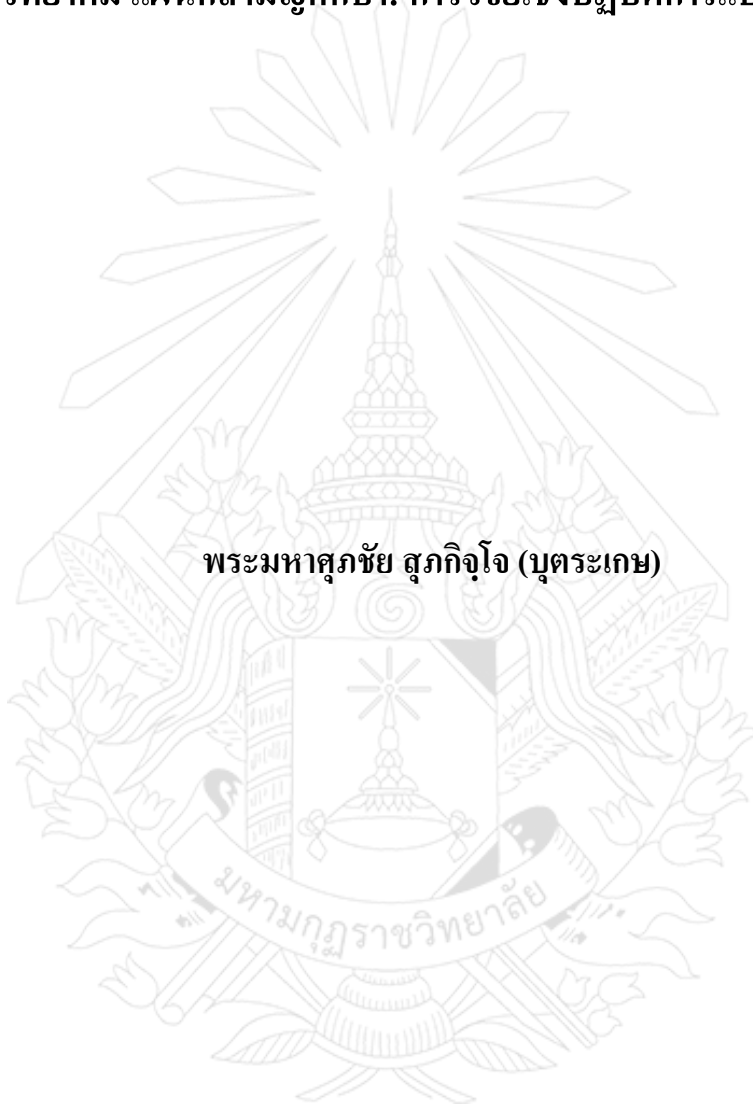 พระมหาศุภชัย สุภกิจฺโจ (บุตระเกษ)
มหามกุฏราชวิทยาลัย